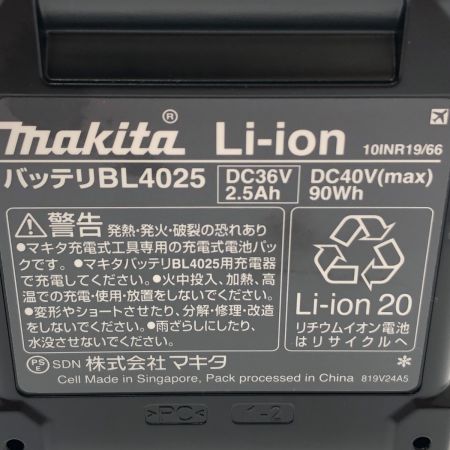 makita® Li-ion 10INR19/66
バッテリBL4025 DC36V 2.5Ah DC40V(max) 90Wh
⚠警告 発熱・発火・破裂の恐れあり
●マキタ充電式工具専用の充電式電池パッ
クです。●マキタバッテリBL4025用充電器
で充電してください。●火中投入、加熱、高
温での充電・使用・放置をしないでください。
●変形やショートさせたり、分解・修理・改造
をしないでください。●雨ざらしにしたり、
水没させないでください。
Li-ion 20
リチウムイオン電池
はリサイクルへ
PS E SDN 株式会社 マキタ *
Cell Made in Singapore, Pack processed in China 819V24A5
>PC< 1-2